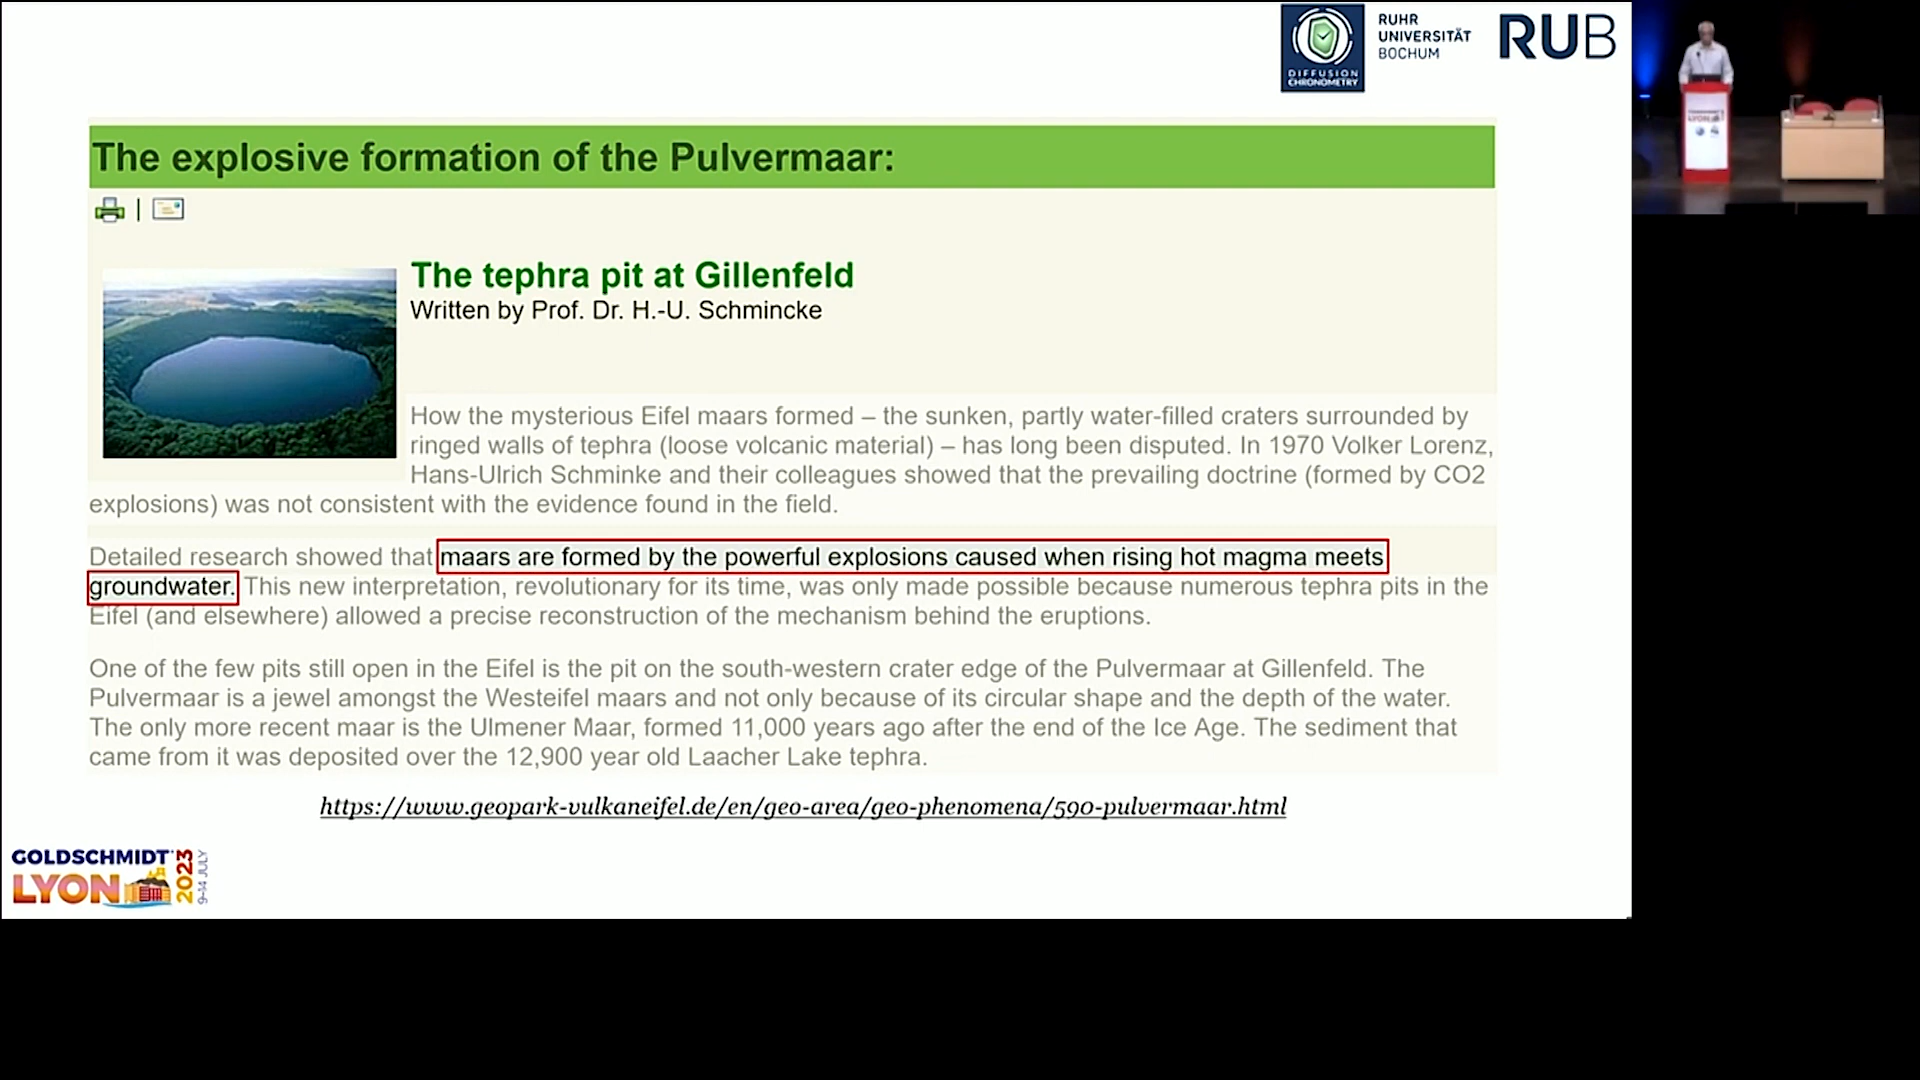 DIFFUSION
CHRONOMETRY
RUHR
UNIVERSITÄT
BOCHUM
RUB
The explosive formation of the Pulvermaar:
The tephra pit at Gillenfeld
Written by Prof. Dr. H.-U. Schmincke
How the mysterious Eifel maars formed – the sunken, partly water-filled craters surrounded by
ringed walls of tephra (loose volcanic material) – has long been disputed. In 1970 Volker Lorenz,
Hans-Ulrich Schminke and their colleagues showed that the prevailing doctrine (formed by CO2
explosions) was not consistent with the evidence found in the field.
Detailed research showed that maars are formed by the powerful explosions caused when rising hot magma meets
groundwater. This new interpretation, revolutionary for its time, was only made possible because numerous tephra pits in the
Eifel (and elsewhere) allowed a precise reconstruction of the mechanism behind the eruptions.
One of the few pits still open in the Eifel is the pit on the south-western crater edge of the Pulvermaar at Gillenfeld. The
Pulvermaar is a jewel amongst the Westeifel maars and not only because of its circular shape and the depth of the water.
The only more recent maar is the Ulmener Maar, formed 11,000 years ago after the end of the Ice Age. The sediment that
came from it was deposited over the 12,900 year old Laacher Lake tephra.
https://www.geopark-vulkaneifel.de/en/geo-area/geo-phenomena/590-pulvermaar.html
GOLDSCHMIDT
LYON
2023
9-14 JULY
LYON